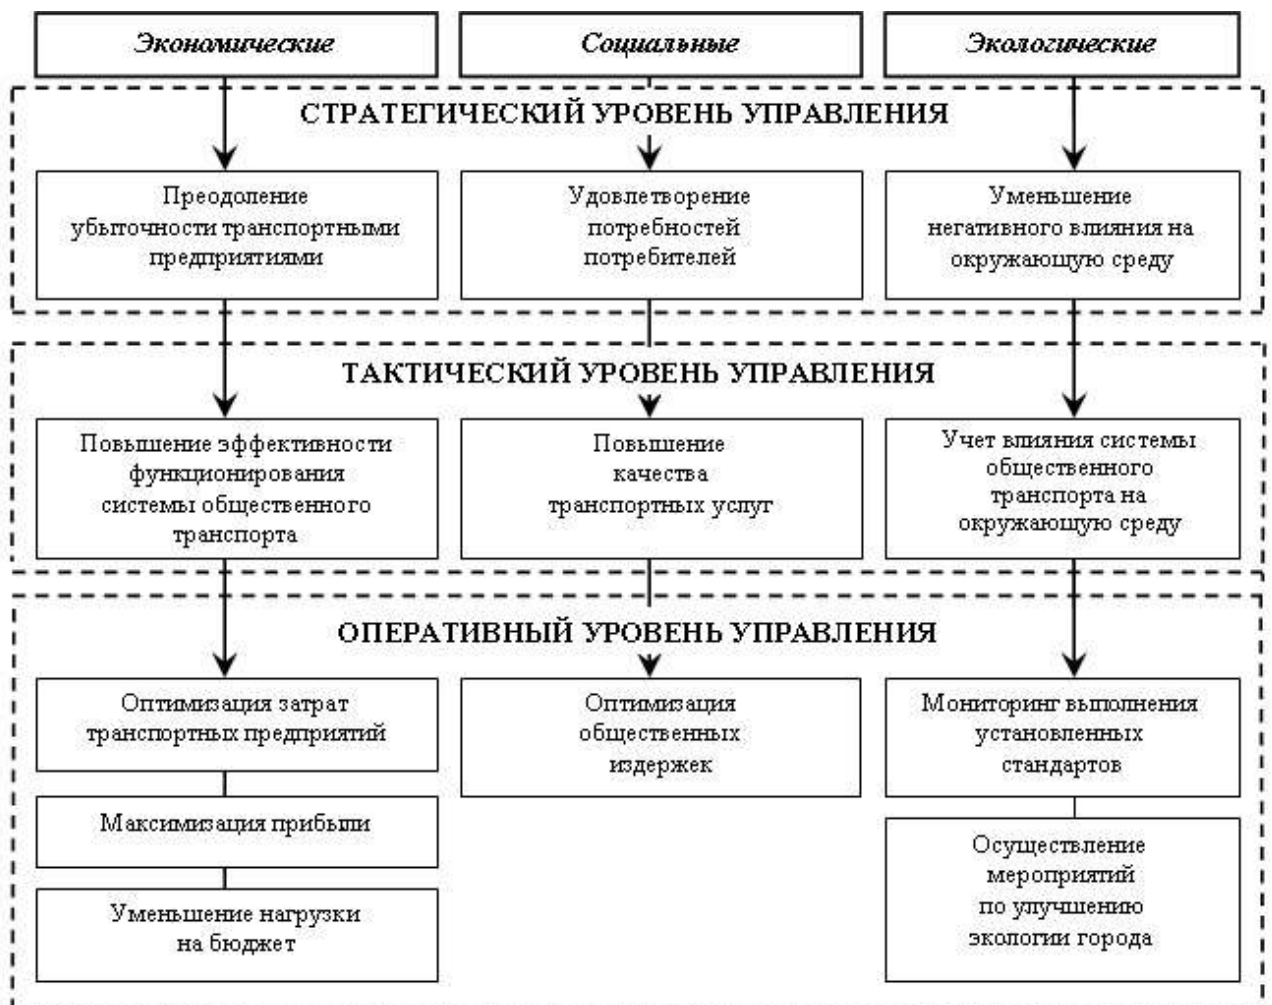 Экономические
Социальные
Экологические
СТРАТЕГИЧЕСКИЙ УРОВЕНЬ УПРАВЛЕНИЯ
Преодоление
убыточности транспортными
предприятиями
Удовлетворение
потребностей
потребителей
Уменьшение
негативного влияния на
окружающую среду
ТАКТИЧЕСКИЙ УРОВЕНЬ УПРАВЛЕНИЯ
Повышение эффективности
функционирования
системы общественного
транспорта
Повышение
качества
транспортных услуг
Учет влияния системы
общественного
транспорта на
окружающую среду
ОПЕРАТИВНЫЙ УРОВЕНЬ УПРАВЛЕНИЯ
Оптимизация затрат
транспортных предприятий
Максимизация прибыли
Уменьшение нагрузки
на бюджет
Оптимизация
общественных
издержек
Мониторинг выполнения
установленных
стандартов
Осуществление
мероприятий
по улучшению
экологии города